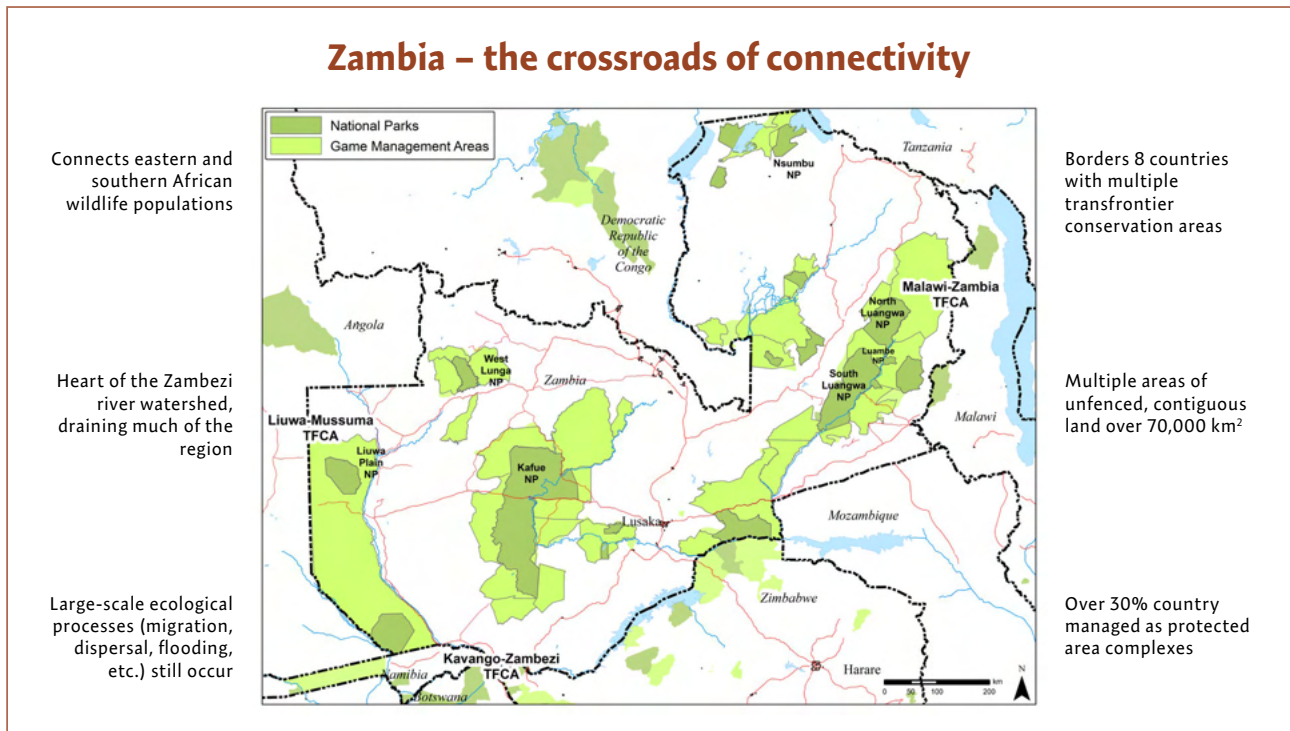 Zambia – the crossroads of connectivity
Connects eastern and
southern African
wildlife populations
Heart of the Zambezi
river watershed,
draining much of the
region
Large-scale ecological
processes (migration,
dispersal, flooding,
etc.) still occur
National Parks
Game Management Areas
Nsumbu
NP
Tanzania
Democratic
Republic
of the
Congo
Malawi-Zambia
TFCA
North
Luangwa
NP
Angola
Luambe
NP
West
Lunga
NP
Zambia
South
Luangwa
NP
Malawi
Liuwa-Mussuma
TFCA
Liuwa
Plain
NP
Kafue
NP
Lusaka
Mozambique
Zimbabwe
Kavango-Zambezi
TFCA
Namibia
Botswana
Harare
N
km
0 50 100 200
Borders 8 countries
with multiple
transfrontier
conservation areas
Multiple areas of
unfenced, contiguous
land over 70,000 km²
Over 30% country
managed as protected
area complexes